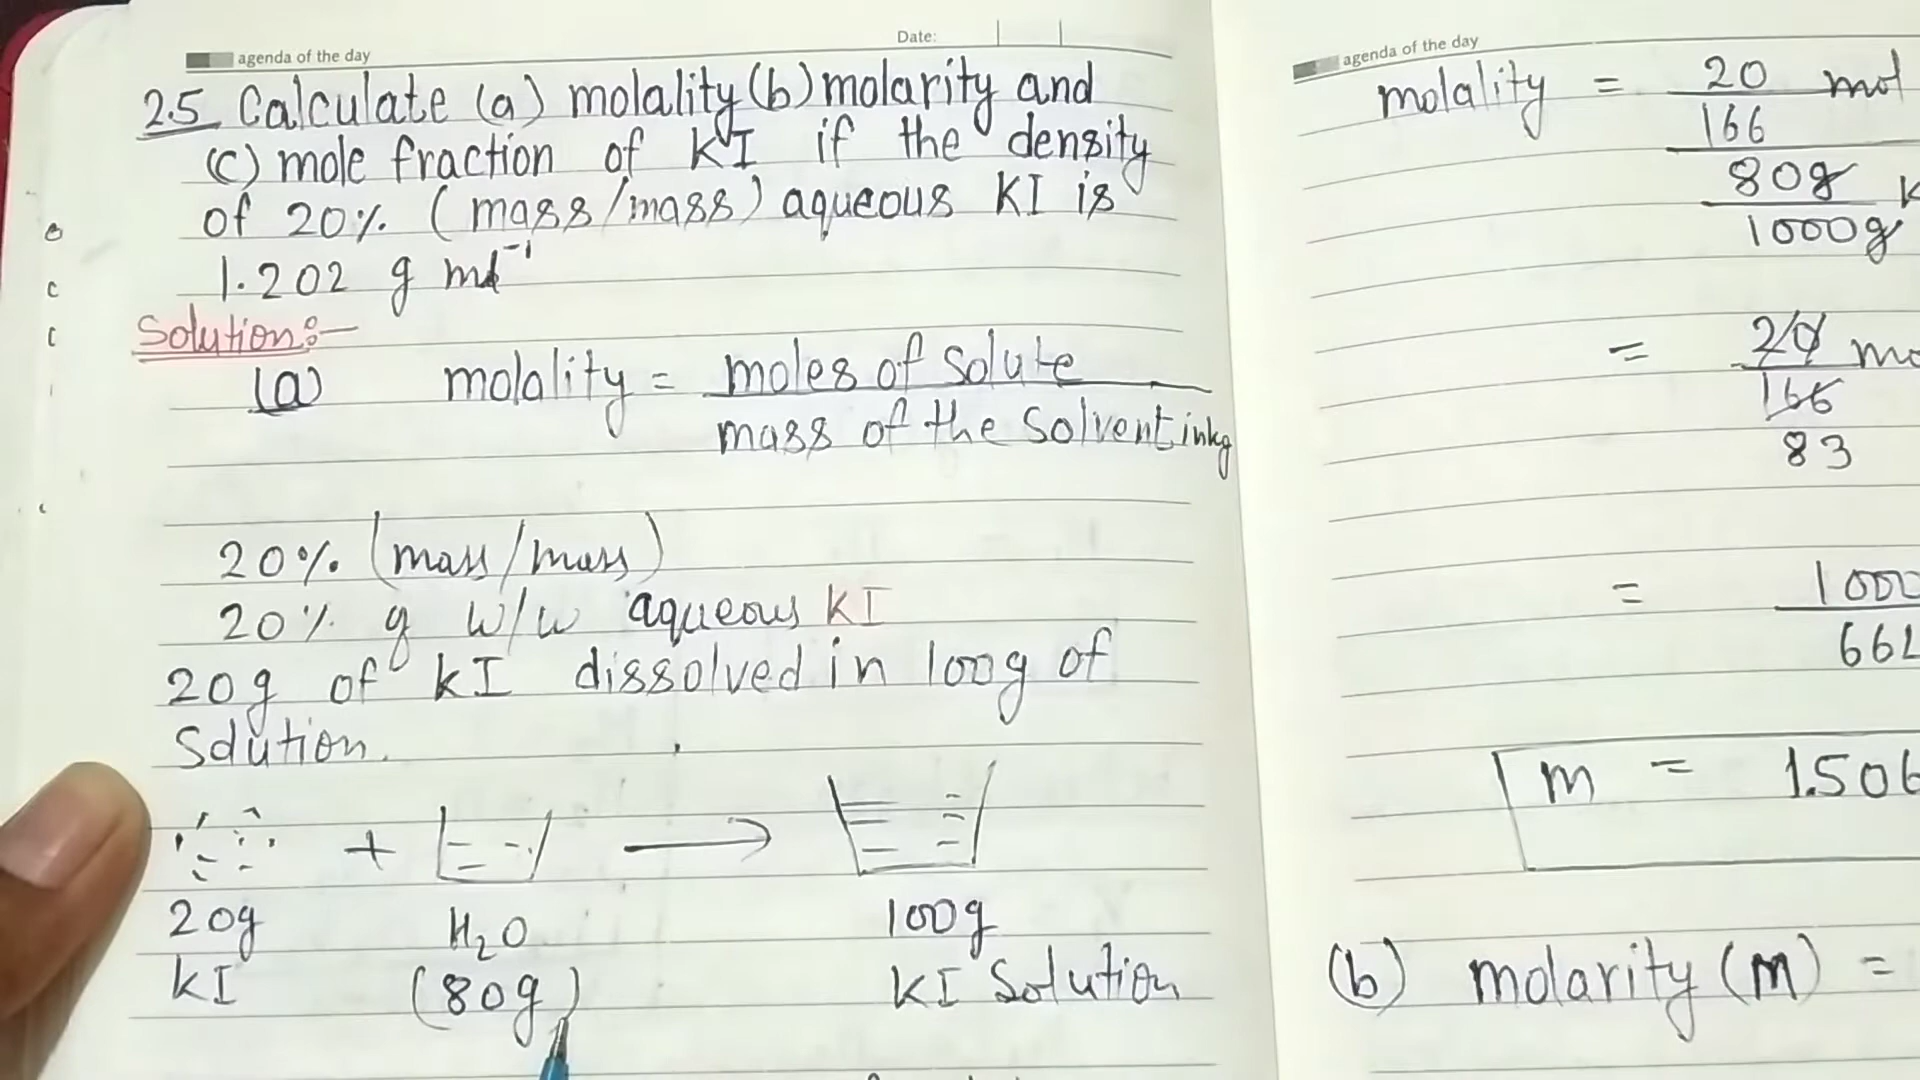 agenda of the day
Date:
2.5 Calculate (a) molality (b) molarity and
(c) mole fraction of KI if the density
of 20% (mass/mass) aqueous KI is
1.202 g ml⁻¹
Solution:-
(a) molality = moles of Solute
mass of the Solvent in kg
20% (mass/mass)
20% g W/W aqueous KI
20g of KI dissolved in 100g of
Solution.
+
20g H₂O 100g
KI (80g) KI Solution
agenda of the day
molality = 20 mol
166
80g
1000g
= 20
166
83
=
m =
(b) molarity (M) =